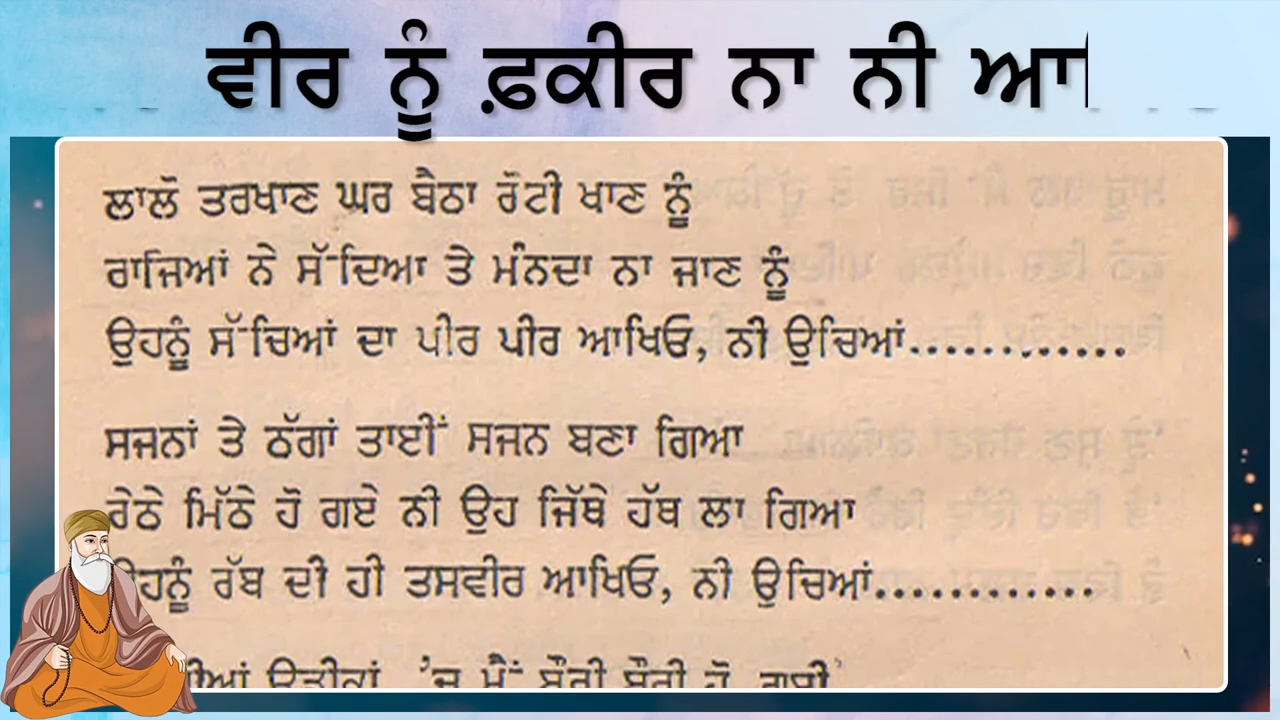 ਵੀਰ ਨੂੰ ਫ਼ਕੀਰ ਨਾ ਨੀ
ਲਾਲੋ ਤਰਖਾਣ ਘਰ ਬੈਠਾ ਰੋਟੀ ਖਾਣ ਨੂੰ
ਰਾਜਿਆਂ ਨੇ ਸੱਦਿਆ ਤੇ ਮੰਨਦਾ ਨਾ ਜਾਣ ਨੂੰ
ਉਹਨੂੰ ਸੱਚਿਆਂ ਦਾ ਪੀਰ ਪੀਰ ਆਖਿਓ, ਨੀ ਉਚਿਆਂ............
ਸਜਨਾਂ ਤੇ ਠੱਗਾਂ ਤਾਈਂ ਸਜਨ ਬਣਾ ਗਿਆ
ਰੇਠੇ ਮਿੱਠੇ ਹੋ ਗਏ ਨੀ ਉਹ ਜਿੱਥੇ ਹੱਥ ਲਾ ਗਿਆ
ਰੱਬ ਦੀ ਹੀ ਤਸਵੀਰ ਆਖਿਓ, ਨੀ ਉਚਿਆਂ.............